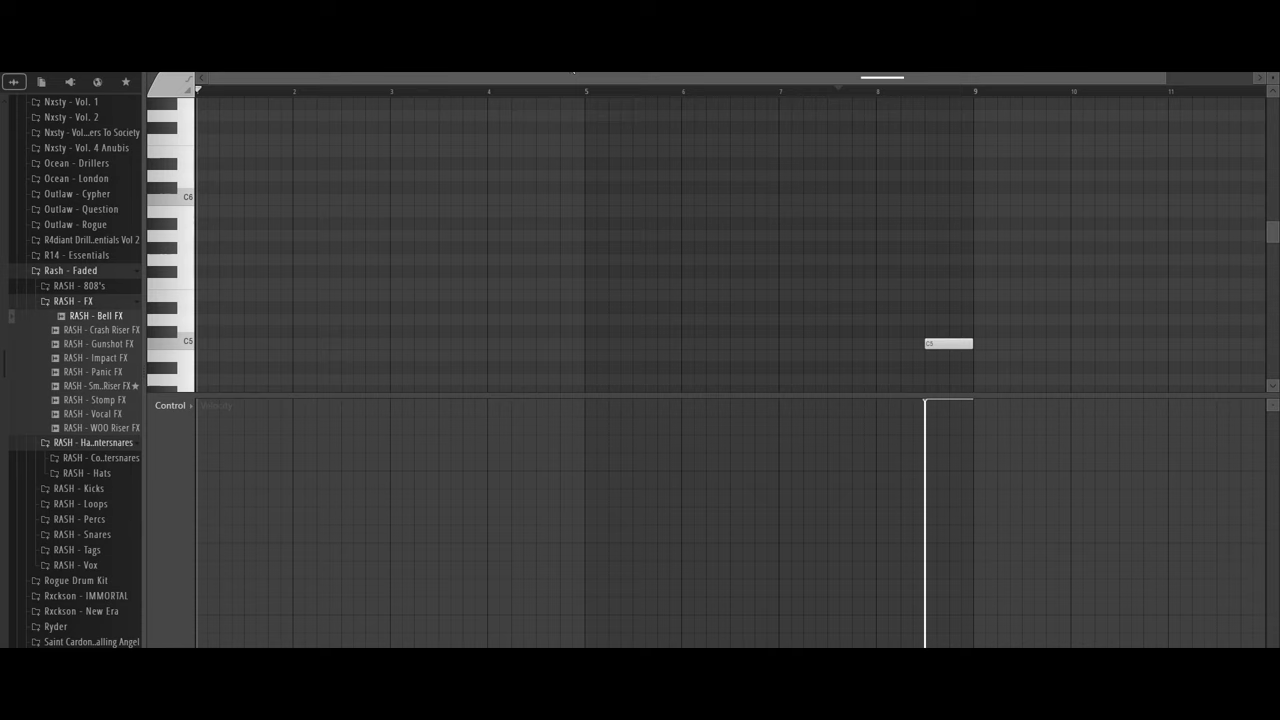 2 3 4 5 6 7 8 9 10 11
Nxsty - Vol. 1
Nxsty - Vol. 2
Nxsty - Vol...ers To Society
Nxsty - Vol. 4 Anubis
Ocean - Drillers
Ocean - London
Outlaw - Cypher
Outlaw - Question
Outlaw - Rogue
R4diant Drill..entials Vol 2
R14 - Essentials
Rash - Faded
RASH - 808's
RASH - FX
RASH - Bell FX
RASH - Crash Riser FX
RASH - Gunshot FX
RASH - Impact FX
RASH - Panic FX
RASH - Sm..Riser FX
RASH - Stomp FX
RASH - Vocal FX
RASH - WOO Riser FX
RASH - Ha..ntersnares
RASH - Co..tersnares
RASH - Hats
RASH - Kicks
RASH - Loops
RASH - Percs
RASH - Snares
RASH - Tags
RASH - Vox
Rogue Drum Kit
Rxckson - IMMORTAL
Rxckson - New Era
Ryder
Saint Cardon..alling Angel
C6
C5
C5
Control
Velocity